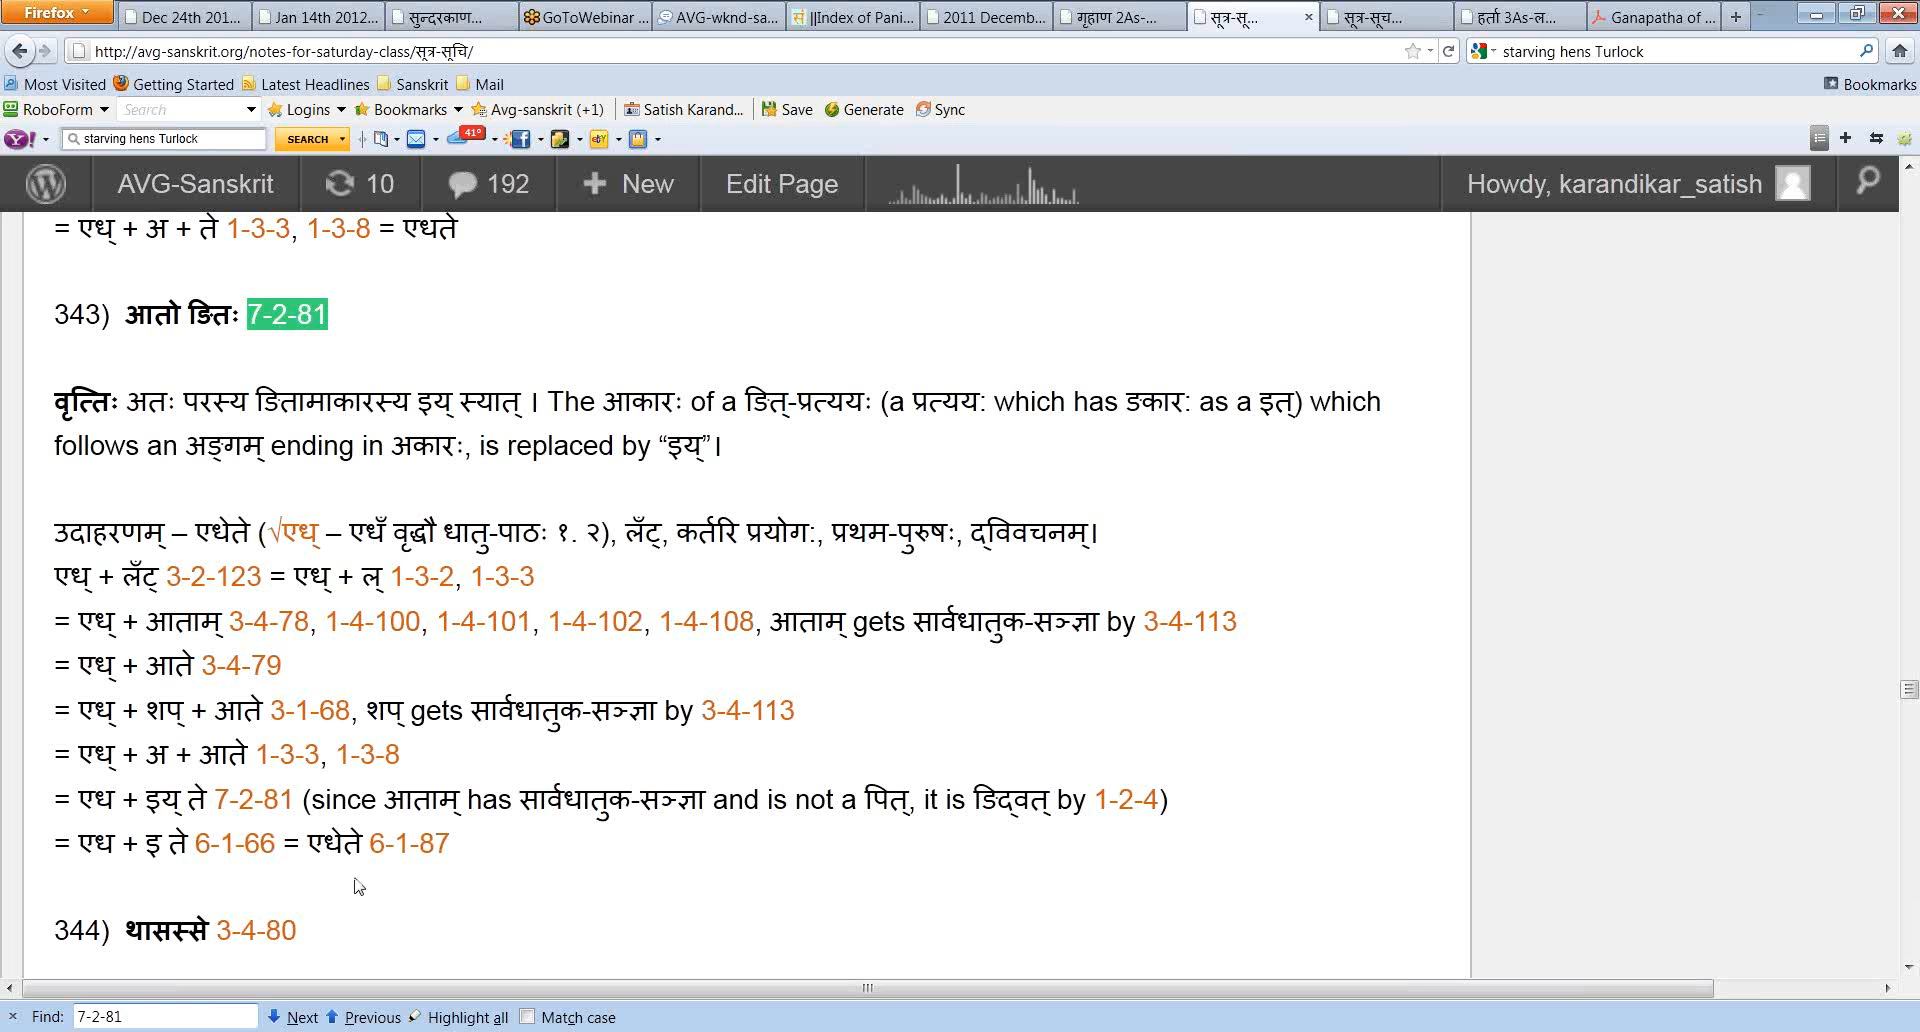 Firefox
Dec 24th 201...
Jan 14th 2012...
सुन्दरकाण...
GoToWebinar ...
AVG-wknd-sa...
||Index of Pani...
2011 Decemb...
गृहाण 2As-...
सूत्र-सू...
×
सूत्र-सूच...
हर्ता 3As-ल...
Ganapatha of ...
http://avg-sanskrit.org/notes-for-saturday-class/सूत्र-सूचि/
starving hens Turlock
Most Visited Getting Started Latest Headlines Sanskrit Mail Bookmarks
RoboForm Search Logins Bookmarks Avg-sanskrit (+1) Satish Karand... Save Generate Sync
starving hens Turlock SEARCH 41°
AVG-Sanskrit 10 192 + New Edit Page Howdy, karandikar_satish
= एध् + अ + ते 1-3-3, 1-3-8 = एधते
343) आतो ङितः 7-2-81
वृत्तिः अतः परस्य ङितामाकारस्य इय् स्यात् । The आकारः of a ङित्-प्रत्ययः (a प्रत्यय: which has ङकार: as a इत्) which
follows an अङ्गम् ending in अकारः, is replaced by “इय्”।
उदाहरणम् – एधेते (√एध् – एधँ वृद्धौ धातु-पाठः १. २), लँट्, कर्तरि प्रयोग:, प्रथम-पुरुषः, द्विवचनम्।
एध् + लँट् 3-2-123 = एध् + ल् 1-3-2, 1-3-3
= एध् + आताम् 3-4-78, 1-4-100, 1-4-101, 1-4-102, 1-4-108, आताम् gets सार्वधातुक-सञ्ज्ञा by 3-4-113
= एध् + आते 3-4-79
= एध् + शप् + आते 3-1-68, शप् gets सार्वधातुक-सञ्ज्ञा by 3-4-113
= एध् + अ + आते 1-3-3, 1-3-8
= एध + इय् ते 7-2-81 (since आताम् has सार्वधातुक-सञ्ज्ञा and is not a पित्, it is ङिद्वत् by 1-2-4)
= एध + इ ते 6-1-66 = एधेते 6-1-87
344) थासस्से 3-4-80
× Find: 7-2-81 Next Previous Highlight all Match case